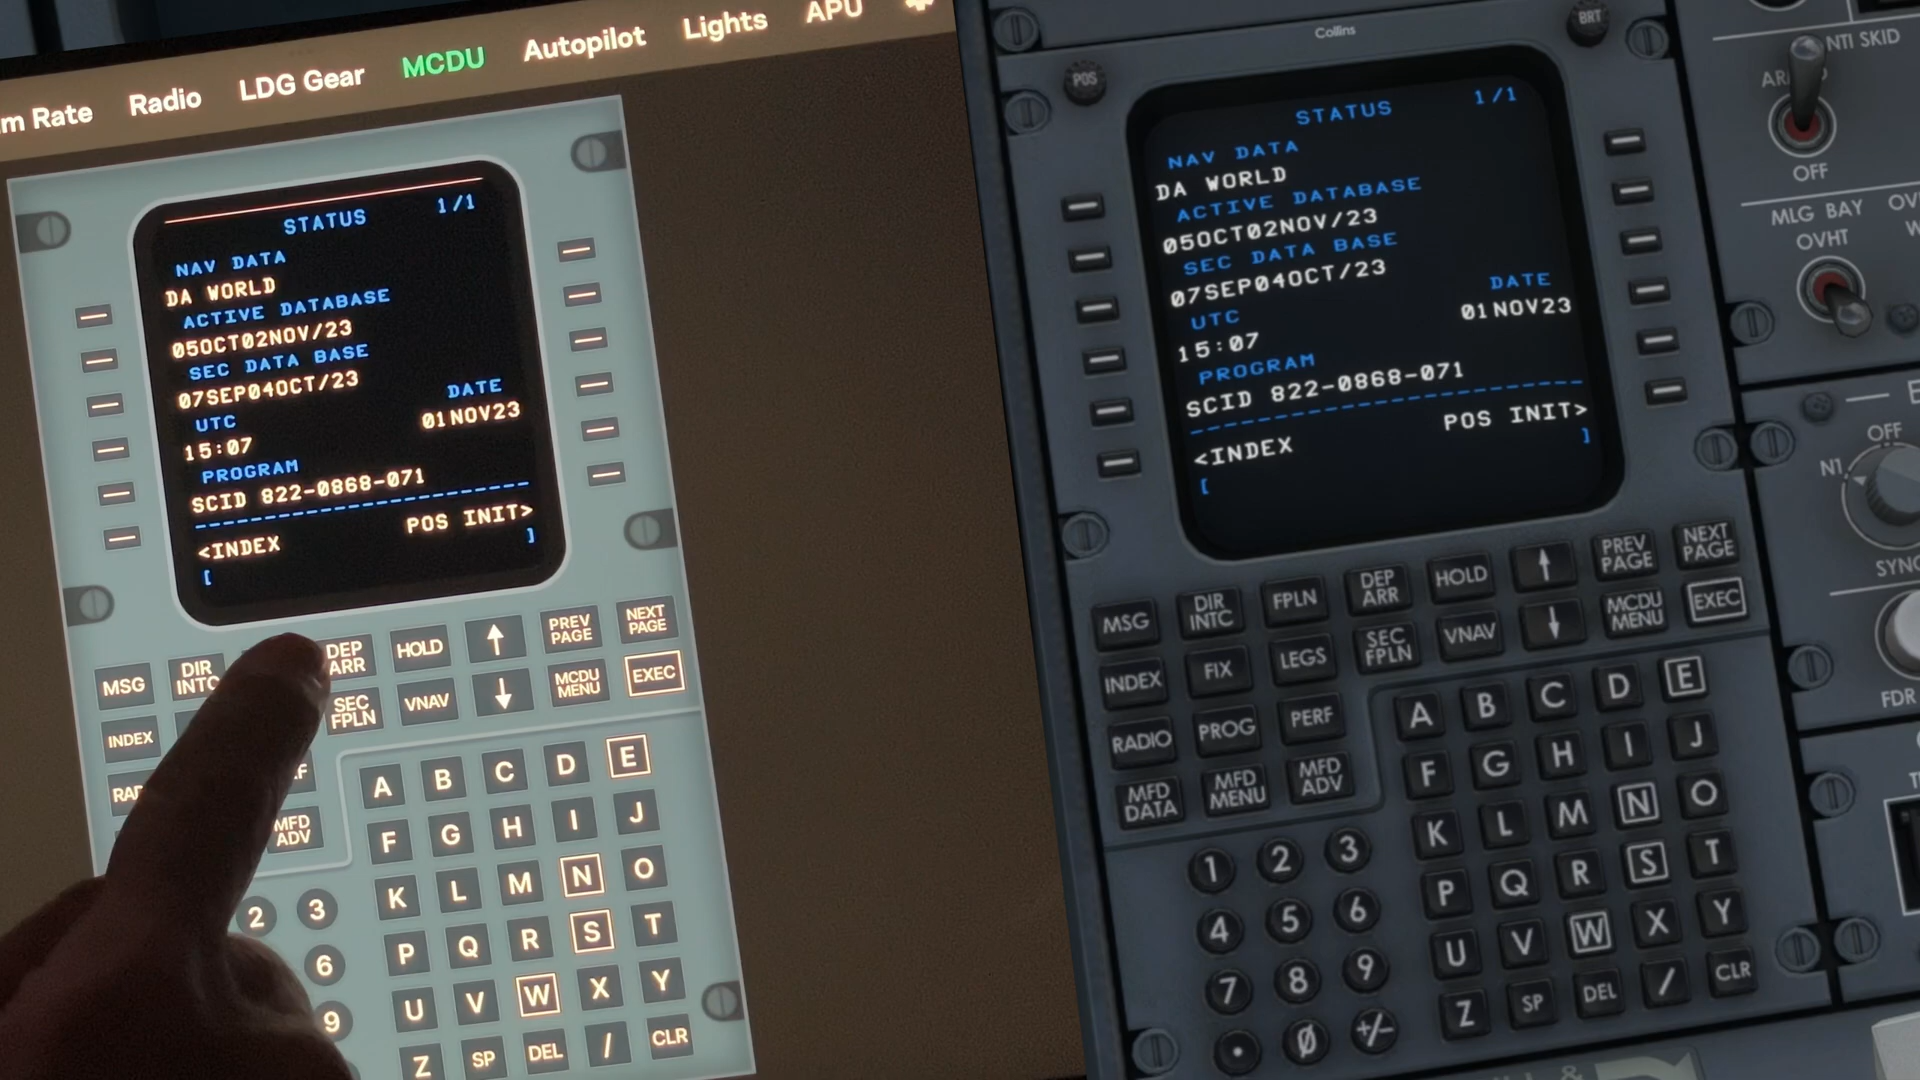 m Rate Radio LDG Gear MCDU Autopilot Lights APU
STATUS 1/1
NAV DATA
DA WORLD
ACTIVE DATABASE
05OCT02NOV/23
SEC DATA BASE
07SEP04OCT/23
UTC DATE
15:07 01NOV23
PROGRAM
SCID 822-0868-071
--------------------------
<INDEX POS INIT>
[ ]
MSG DIR INTC DEP ARR HOLD ↑ PREV PAGE NEXT PAGE
INDEX SEC FPLN VNAV ↓ MCDU MENU EXEC
RAD
MFD ADV
A B C D E
F G H I J
2 3 K L M N O
6 P Q R S T
9 U V W X Y
Z SP DEL / CLR
Collins
POS BRT
STATUS 1/1
NAV DATA
DA WORLD
ACTIVE DATABASE
05OCT02NOV/23
SEC DATA BASE
07SEP04OCT/23
UTC DATE
15:07 01NOV23
PROGRAM
SCID 822-0868-071
--------------------------
<INDEX POS INIT>
[ ]
MSG DIR INTC FPLN DEP ARR HOLD ↑ PREV PAGE NEXT PAGE
INDEX FIX LEGS SEC FPLN VNAV ↓ MCDU MENU EXEC
RADIO PROG PERF
MFD DATA MFD MENU MFD ADV
A B C D E
F G H I J
1 2 3 K L M N O
4 5 6 P Q R S T
7 8 9 U V W X Y
. 0 +/- Z SP DEL / CLR
NTI SKID
OFF
MLG BAY
OVHT
OFF
N1
SYNC
FDR